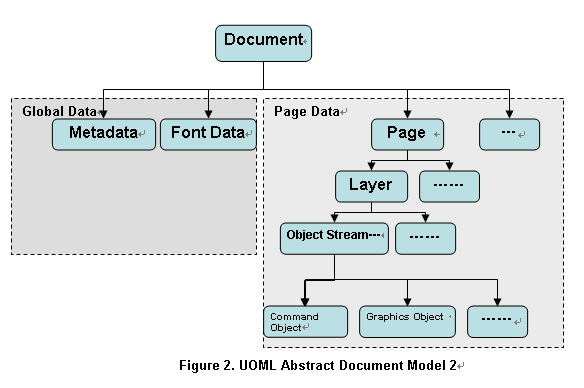 Document
Global Data
Page Data
Metadata
Font Data
Page
---
Layer
------
Object Stream---
------
Command
Object
Graphics Object
------
Figure 2. UOML Abstract Document Model 2